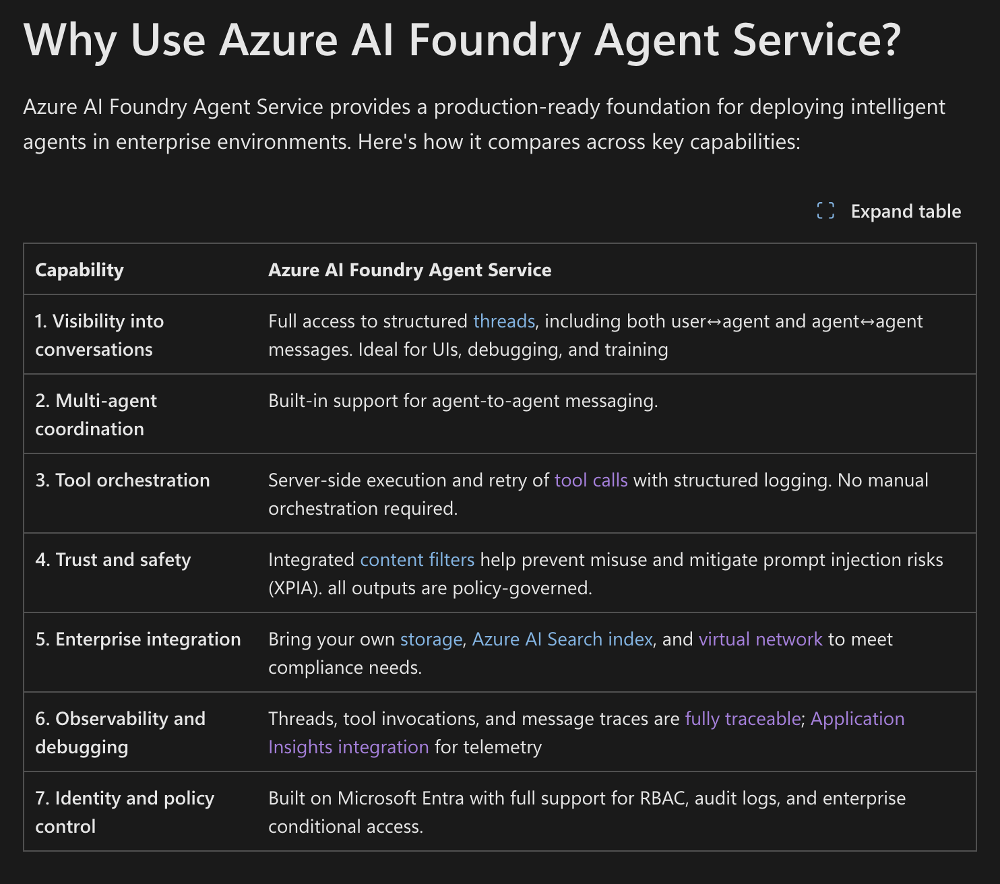 Why Use Azure AI Foundry Agent Service?
Azure AI Foundry Agent Service provides a production-ready foundation for deploying intelligent
agents in enterprise environments. Here's how it compares across key capabilities:
Expand table
Capability
Azure AI Foundry Agent Service
1. Visibility into
conversations
Full access to structured threads, including both user↔agent and agent↔agent
messages. Ideal for UIs, debugging, and training
2. Multi-agent
coordination
Built-in support for agent-to-agent messaging.
3. Tool orchestration
Server-side execution and retry of tool calls with structured logging. No manual
orchestration required.
4. Trust and safety
Integrated content filters help prevent misuse and mitigate prompt injection risks
(XPIA). all outputs are policy-governed.
5. Enterprise integration
Bring your own storage, Azure AI Search index, and virtual network to meet
compliance needs.
6. Observability and
debugging
Threads, tool invocations, and message traces are fully traceable; Application
Insights integration for telemetry
7. Identity and policy
control
Built on Microsoft Entra with full support for RBAC, audit logs, and enterprise
conditional access.